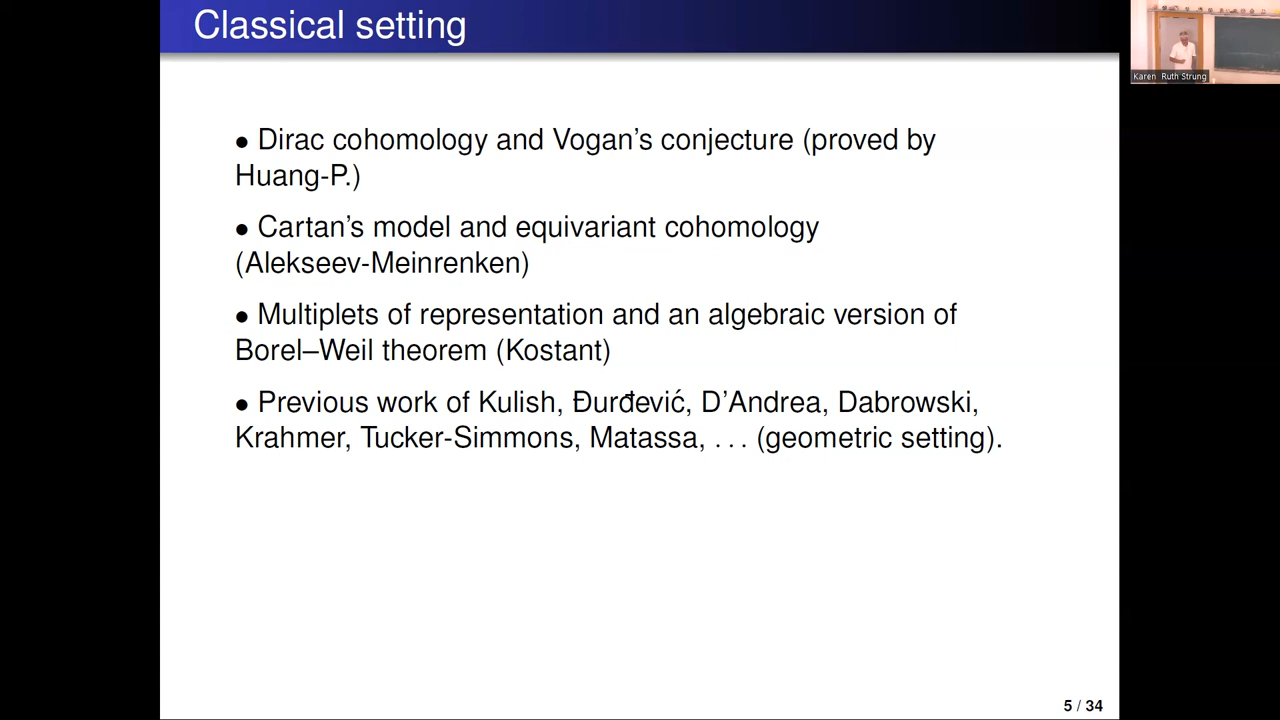 Classical setting
Karen Ruth Strung
• Dirac cohomology and Vogan’s conjecture (proved by
Huang-P.)
• Cartan’s model and equivariant cohomology
(Alekseev-Meinrenken)
• Multiplets of representation and an algebraic version of
Borel–Weil theorem (Kostant)
• Previous work of Kulish, Đurđević, D’Andrea, Dabrowski,
Krahmer, Tucker-Simmons, Matassa, . . . (geometric setting).
5 / 34